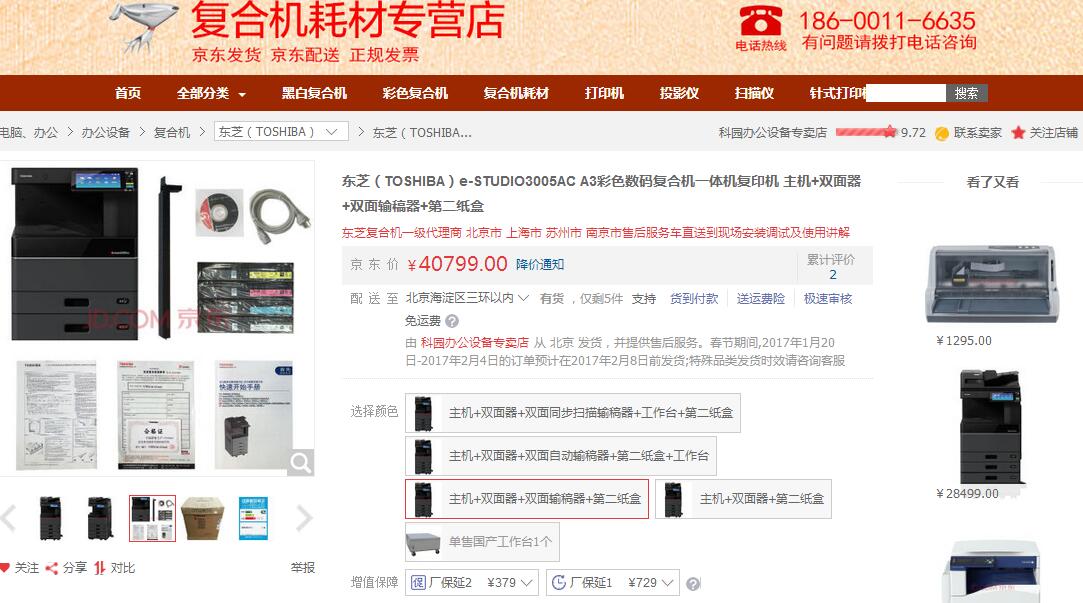 复合机耗材专营店
京东发货 京东配送 正规发票
电话热线
186-0011-6635
有问题请拨打电话咨询
首页 全部分类 黑白复合机 彩色复合机 复合机耗材 打印机 投影仪 扫描仪 针式打印机 搜索
电脑、办公 > 办公设备 > 复合机 > 东芝（TOSHIBA） > 东芝（TOSHIBA... 科园办公设备专卖店 9.72 联系卖家 关注店铺
东芝（TOSHIBA）e-STUDIO3005AC A3彩色数码复合机一体机复印机 主机+双面器
+双面输稿器+第二纸盒
东芝复合机一级代理商 北京市 上海市 苏州市 南京市售后服务车直送到现场安装调试及使用讲解
京东价 ￥40799.00 降价通知
累计评价
2
配送至 北京海淀区三环以内 有货，仅剩5件 支持 货到付款 送运费险 极速审核
免运费
由 科园办公设备专卖店 从 北京 发货，并提供售后服务。春节期间,2017年1月20
日-2017年2月4日的订单预计在2017年2月8日前发货;特殊品类发货时效请咨询客服
选择颜色 主机+双面器+双面同步扫描输稿器+工作台+第二纸盒
主机+双面器+双面自动输稿器+第二纸盒+工作台
主机+双面器+双面输稿器+第二纸盒 主机+双面器+第二纸盒
单售国产工作台1个
增值保障 厂保延2 ¥379 厂保延1 ¥729
JD.COM 京东
TOSHIBA
快速开始手册
合格证
关注 分享 对比 举报
看了又看
￥1295.00
￥28499.00